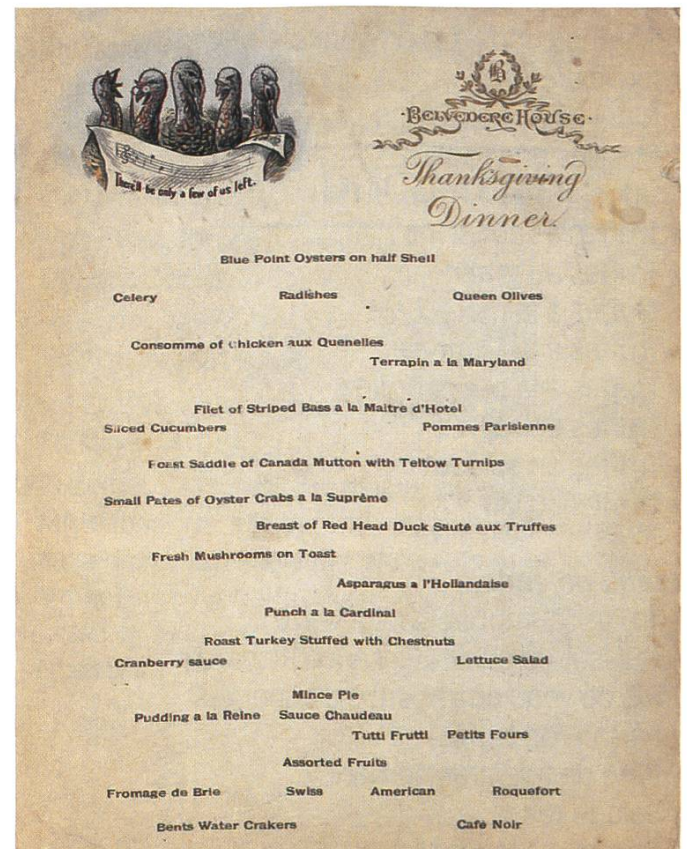 There'll be only a few of us left.
B
BELVEDERE HOUSE
Thanksgiving
Dinner.
Blue Point Oysters on half Shell
Celery Radishes Queen Olives
Consomme of Chicken aux Quenelles
Terrapin a la Maryland
Filet of Striped Bass a la Maitre d'Hotel
Sliced Cucumbers Pommes Parisienne
Roast Saddle of Canada Mutton with Teltow Turnips
Small Pates of Oyster Crabs a la Suprême
Breast of Red Head Duck Sauté aux Truffes
Fresh Mushrooms on Toast
Asparagus a l'Hollandaise
Punch a la Cardinal
Roast Turkey Stuffed with Chestnuts
Cranberry sauce Lettuce Salad
Mince Pie
Pudding a la Reine Sauce Chaudeau
Tutti Frutti Petits Fours
Assorted Fruits
Fromage de Brie Swiss American Roquefort
Bents Water Crakers Café Noir